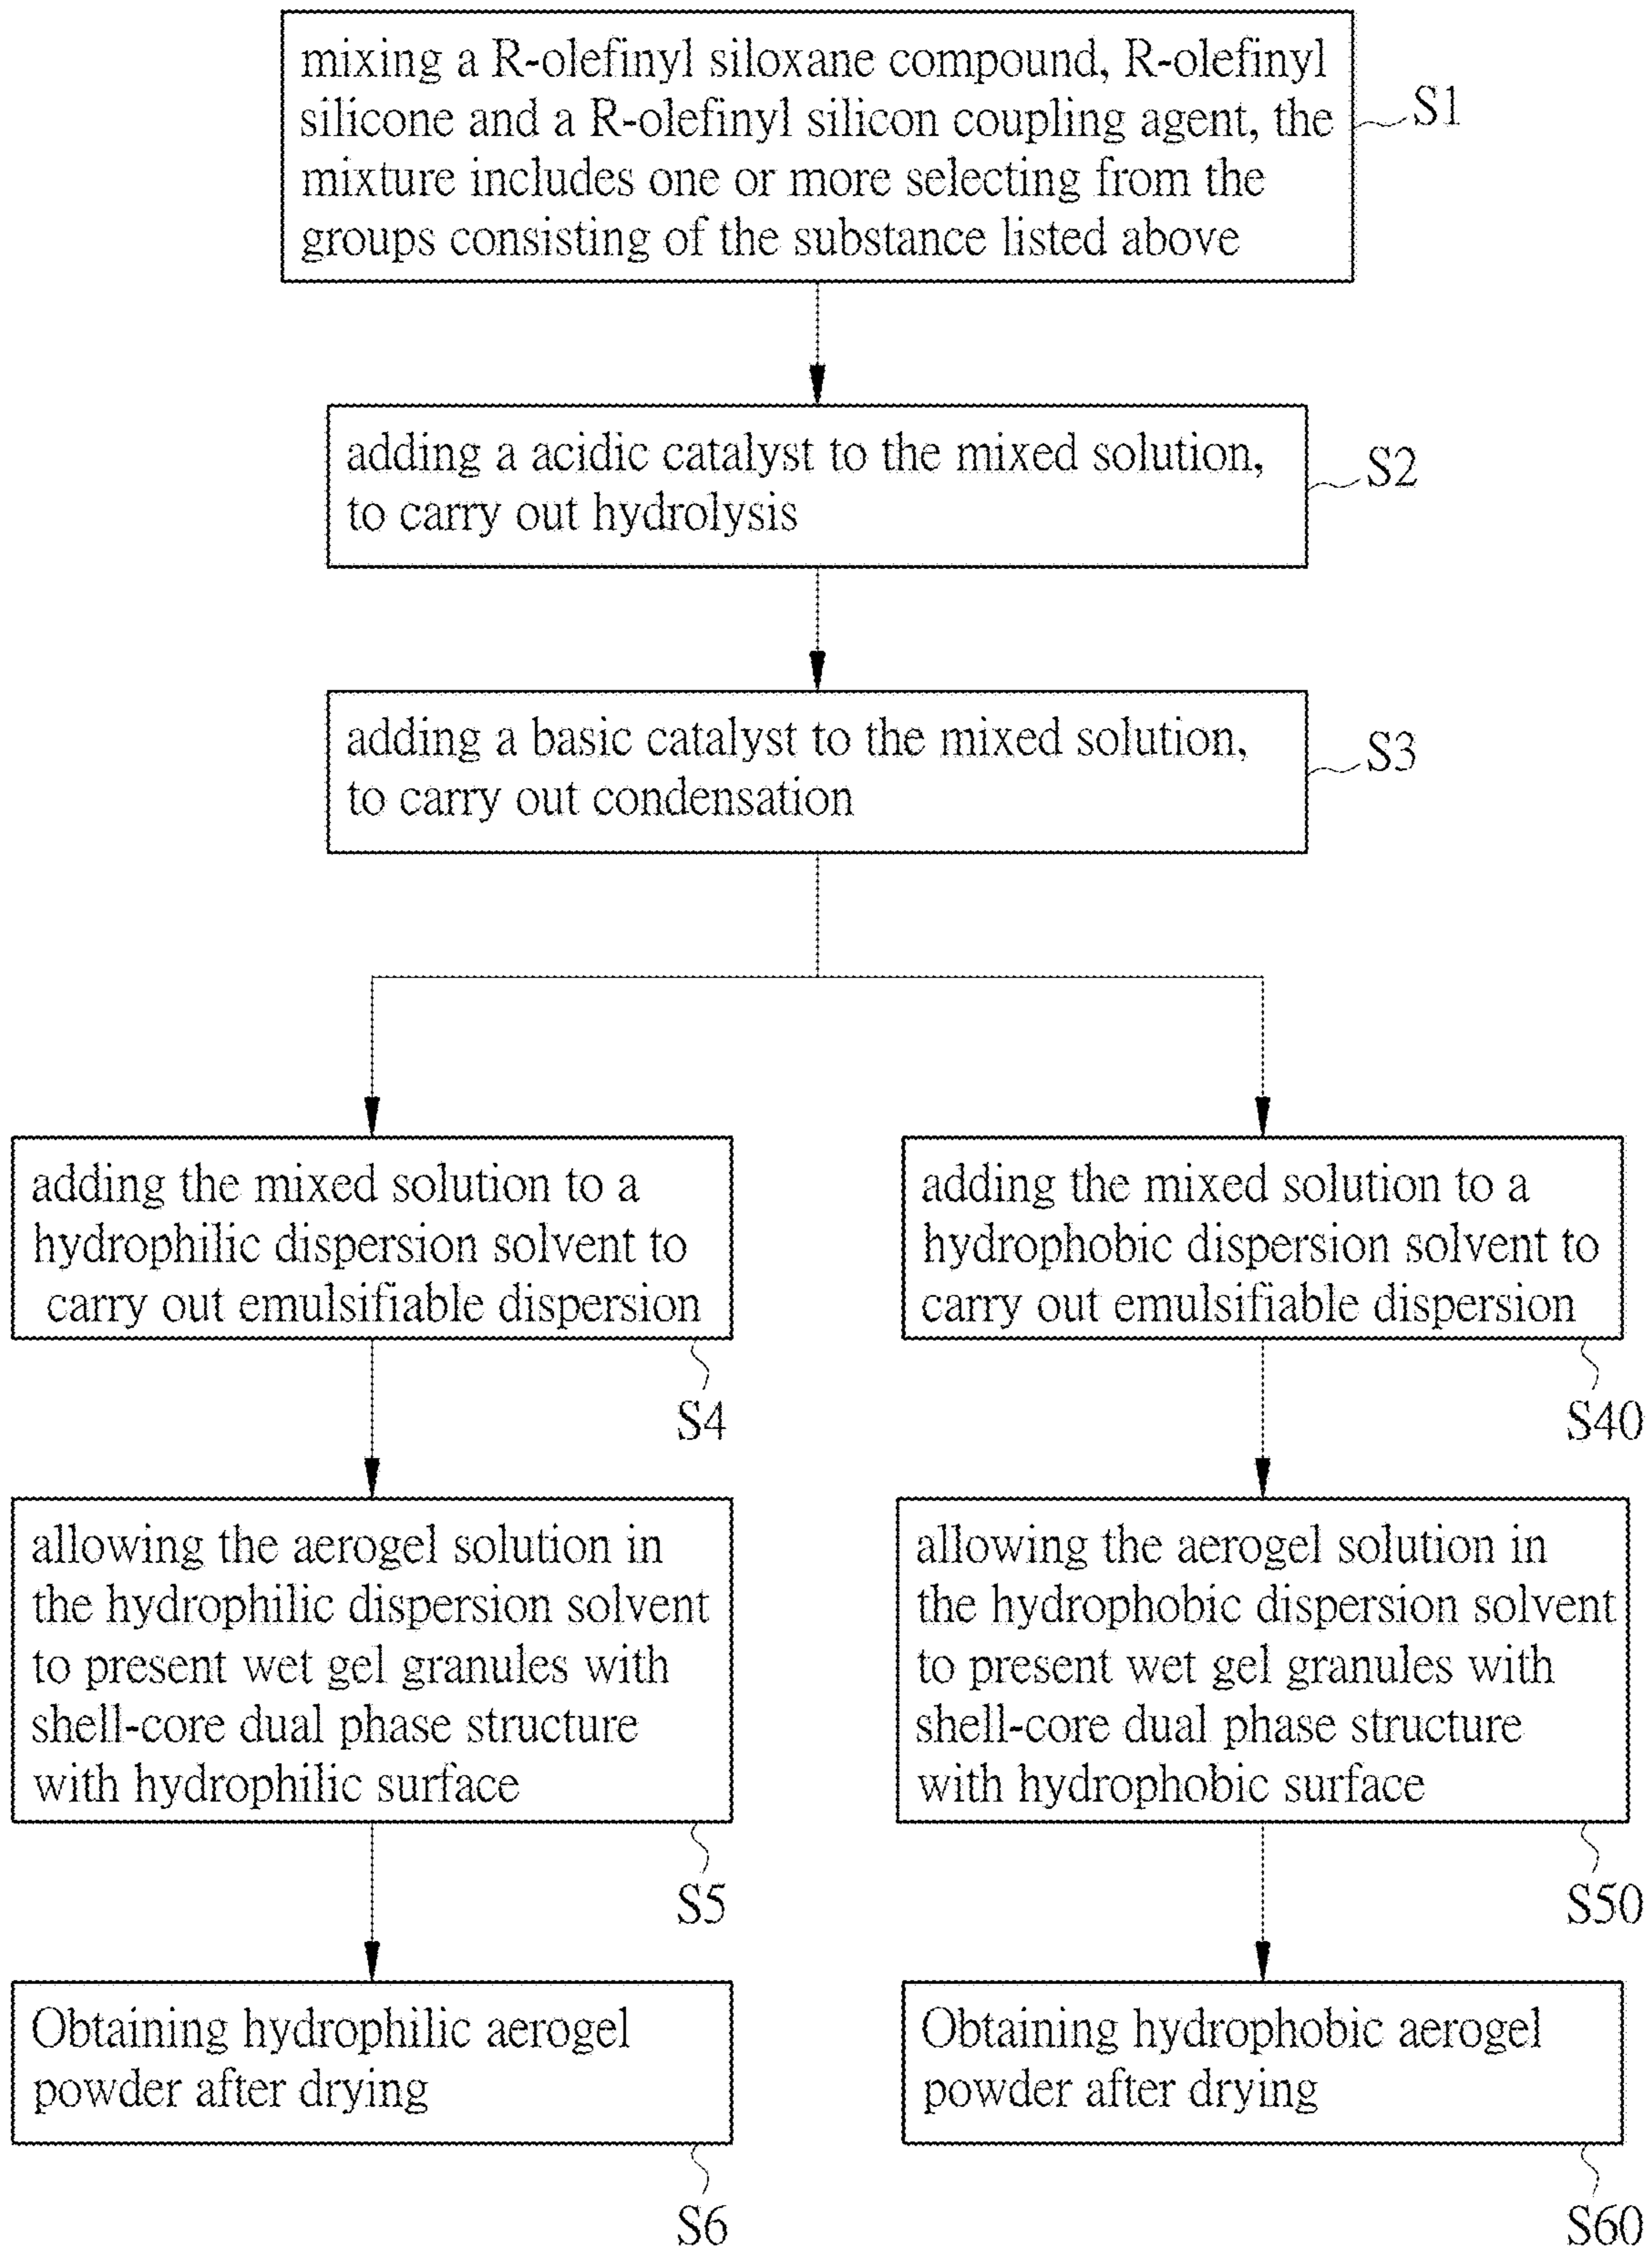 mixing a R-olefinyl siloxane compound, R-olefinyl
silicone and a R-olefinyl silicon coupling agent, the
mixture includes one or more selecting from the
groups consisting of the substance listed above
S1
adding a acidic catalyst to the mixed solution,
to carry out hydrolysis
S2
adding a basic catalyst to the mixed solution,
to carry out condensation
S3
adding the mixed solution to a
hydrophilic dispersion solvent to
carry out emulsifiable dispersion
S4
allowing the aerogel solution in
the hydrophilic dispersion solvent
to present wet gel granules with
shell-core dual phase structure
with hydrophilic surface
S5
Obtaining hydrophilic aerogel
powder after drying
S6
adding the mixed solution to a
hydrophobic dispersion solvent to
carry out emulsifiable dispersion
S40
allowing the aerogel solution in
the hydrophobic dispersion solvent
to present wet gel granules with
shell-core dual phase structure
with hydrophobic surface
S50
Obtaining hydrophobic aerogel
powder after drying
S60